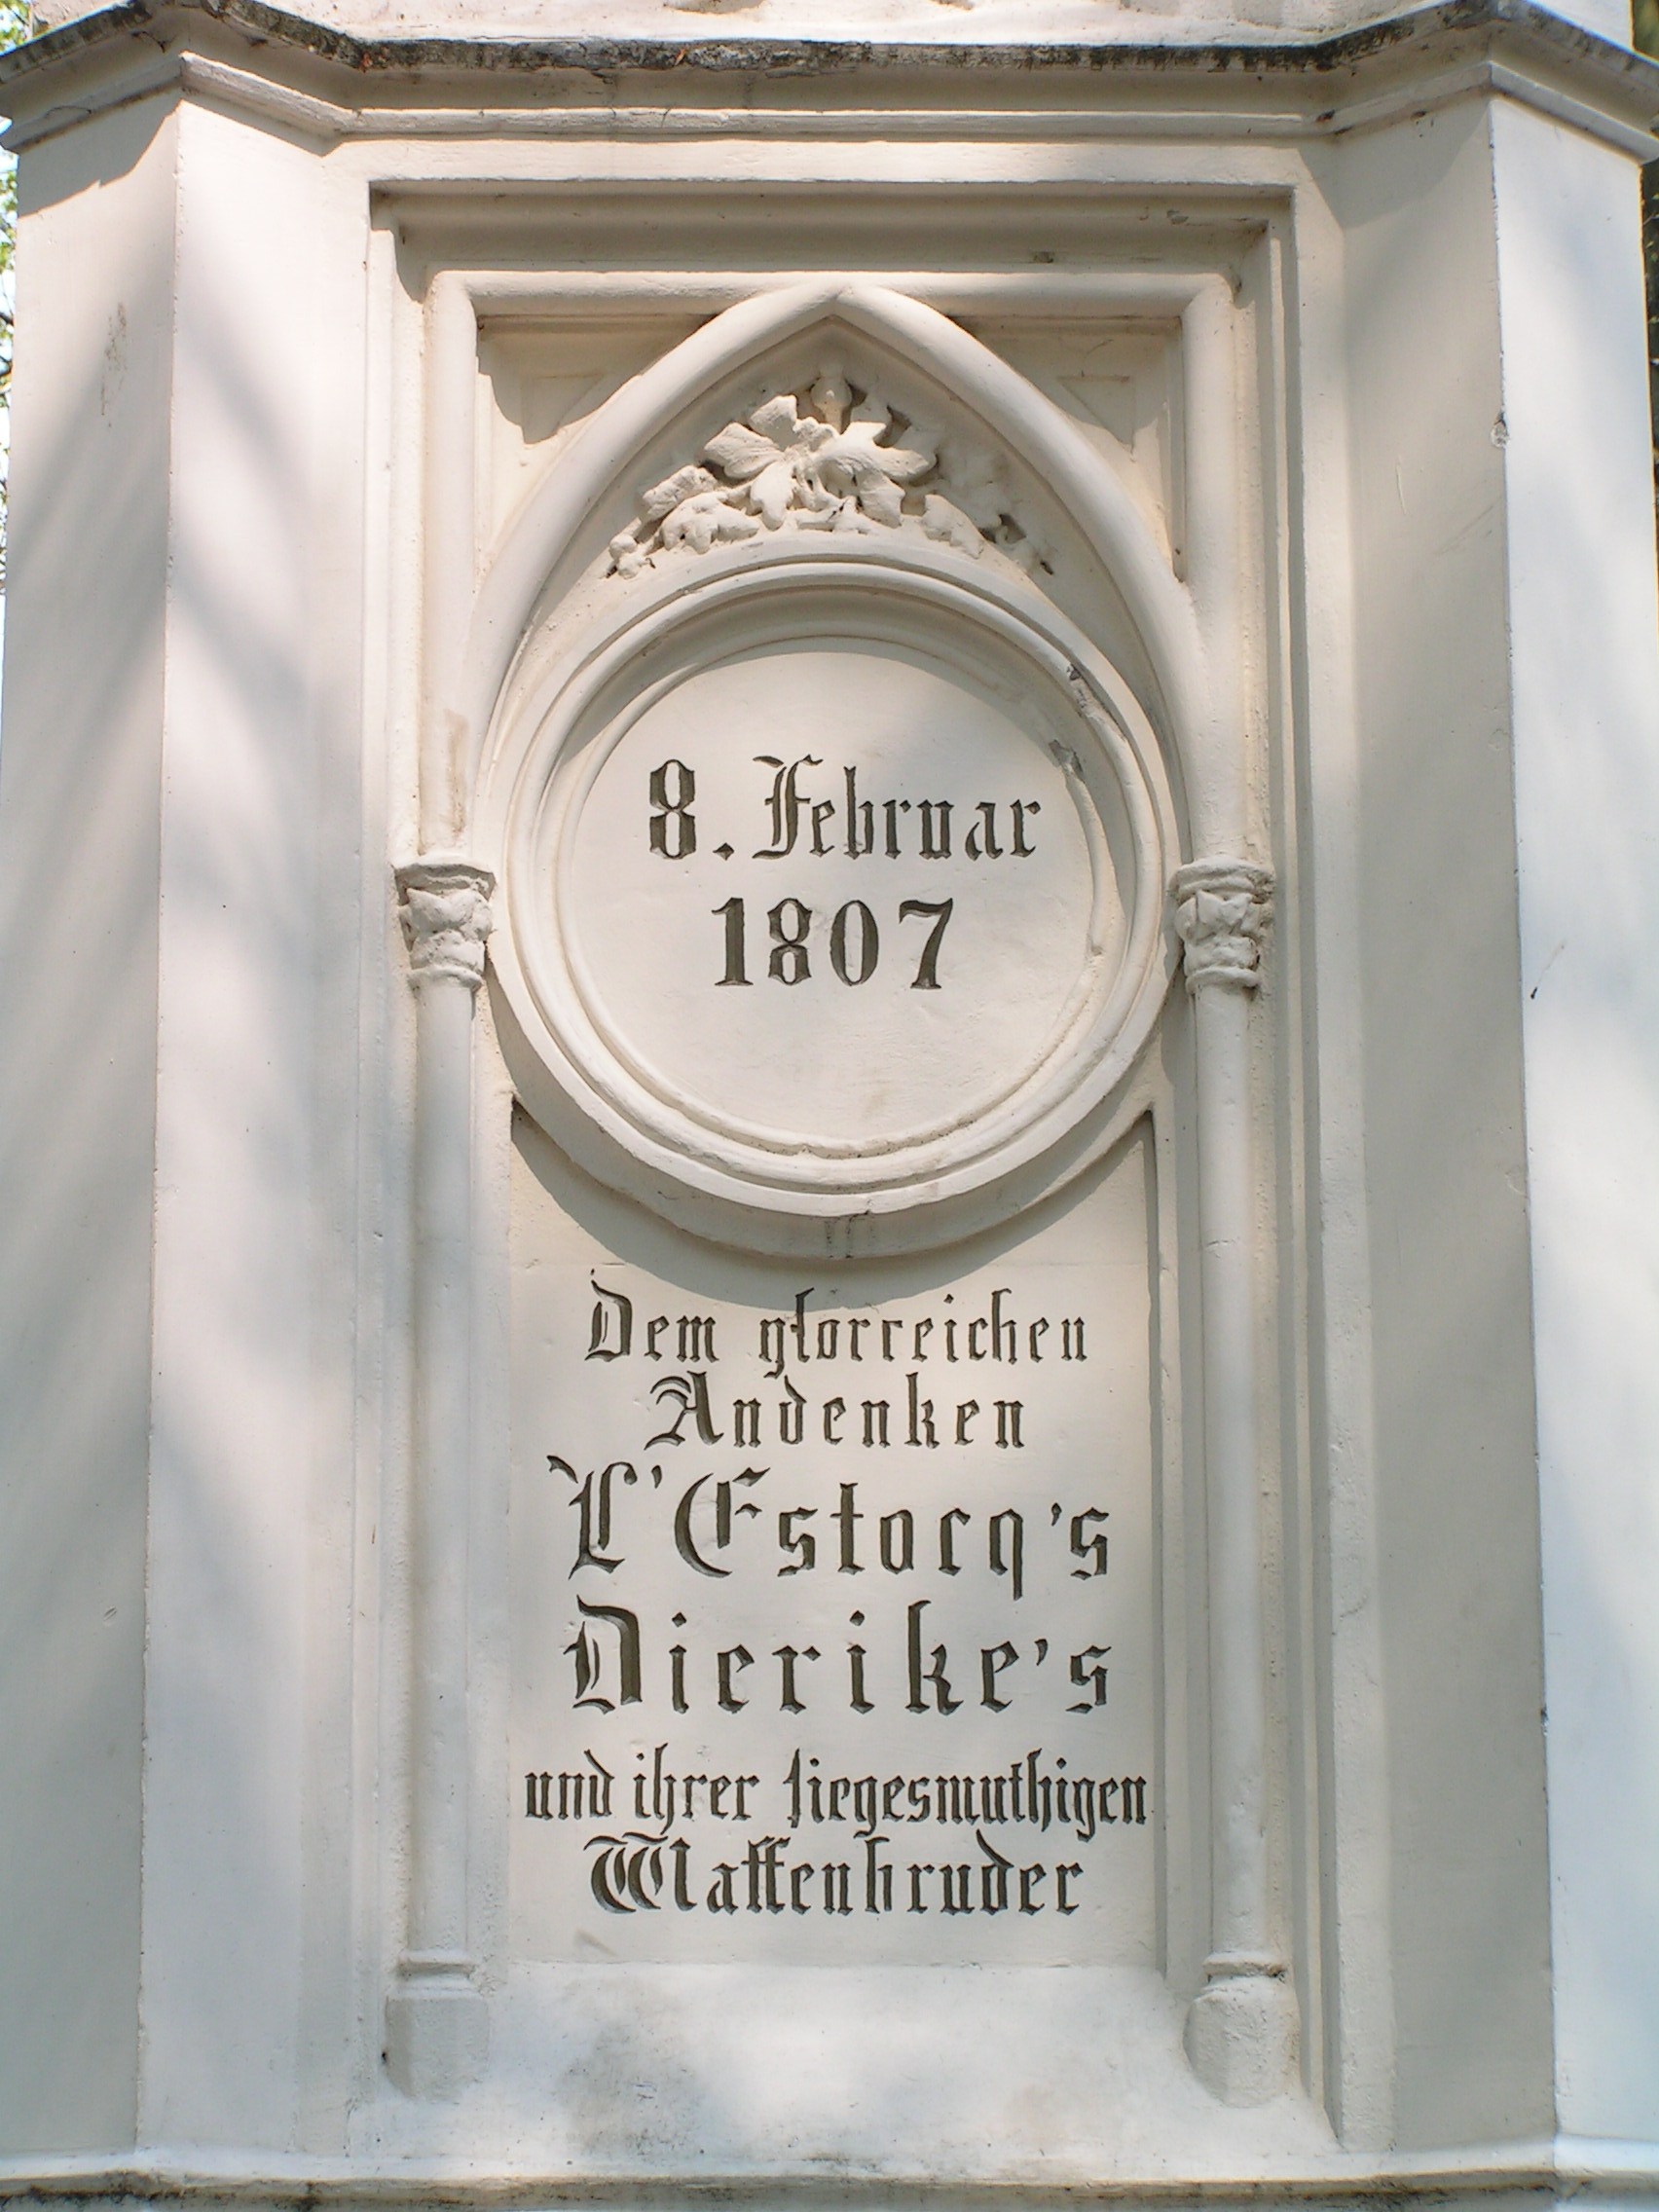 8. Februar
1807
Dem glorreichen
Andenken
L'Estocq's
Dierike's
und ihrer siegesmuthigen
Waffenbruder